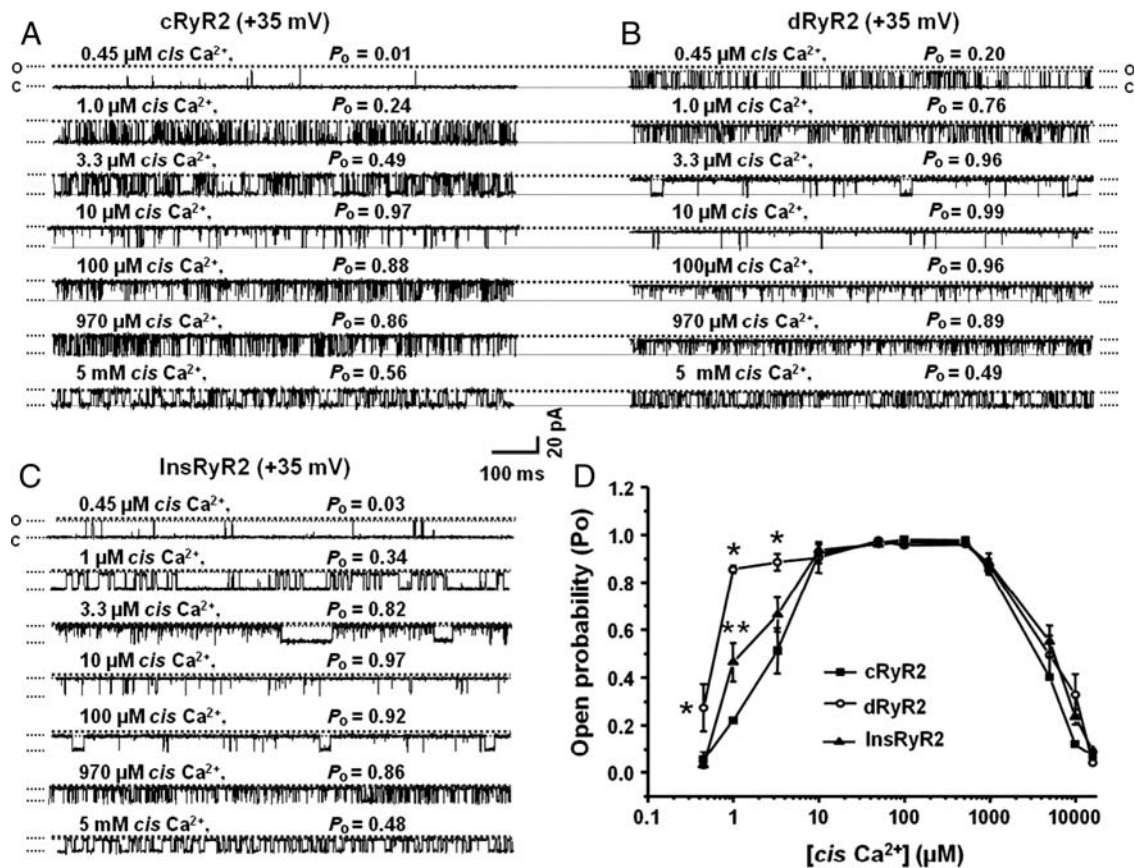 A
cRyR2 (+35 mV)
0.45 µM cis Ca²⁺, Po = 0.01
o
c
1.0 µM cis Ca²⁺, Po = 0.24
3.3 µM cis Ca²⁺, Po = 0.49
10 µM cis Ca²⁺, Po = 0.97
100 µM cis Ca²⁺, Po = 0.88
970 µM cis Ca²⁺, Po = 0.86
5 mM cis Ca²⁺, Po = 0.56
B
dRyR2 (+35 mV)
0.45 µM cis Ca²⁺, Po = 0.20
o
c
1.0 µM cis Ca²⁺, Po = 0.76
3.3 µM cis Ca²⁺, Po = 0.96
10 µM cis Ca²⁺, Po = 0.99
100µM cis Ca²⁺, Po = 0.96
970 µM cis Ca²⁺, Po = 0.89
5 mM cis Ca²⁺, Po = 0.49
20 pA
100 ms
C
InsRyR2 (+35 mV)
0.45 µM cis Ca²⁺, Po = 0.03
o
c
1 µM cis Ca²⁺, Po = 0.34
3.3 µM cis Ca²⁺, Po = 0.82
10 µM cis Ca²⁺, Po = 0.97
100 µM cis Ca²⁺, Po = 0.92
970 µM cis Ca²⁺, Po = 0.86
5 mM cis Ca²⁺, Po = 0.48
D
Open probability (Po)
1.2
1.0
0.8
0.6
0.4
0.2
0.0
*
*
**
*
cRyR2
dRyR2
InsRyR2
0.1 1 10 100 1000 10000
[cis Ca²⁺] (µM)